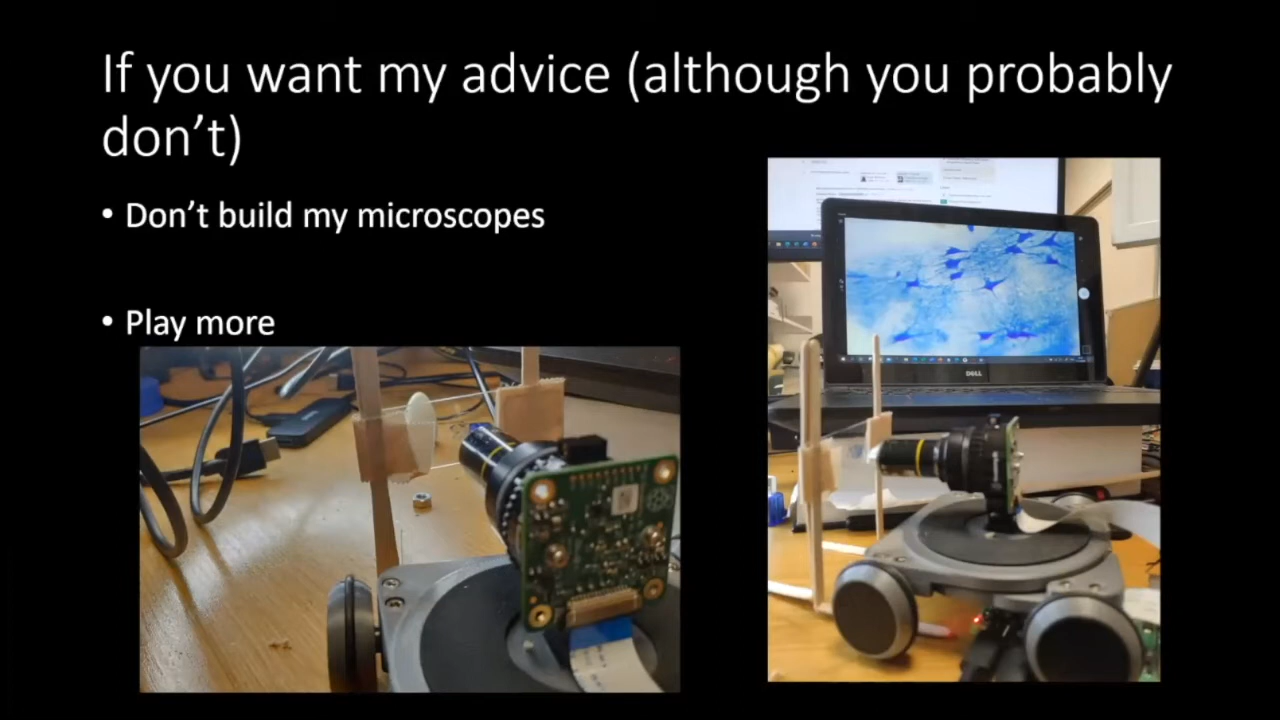 If you want my advice (although you probably
don’t)
• Don’t build my microscopes
• Play more
DELL